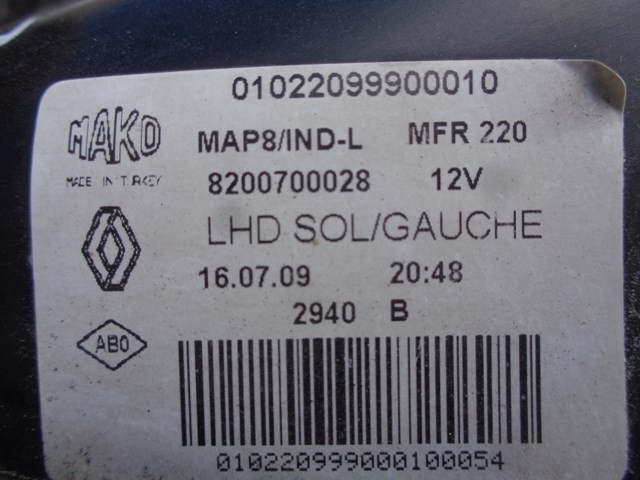 01022099900010
MAKO MAP8/IND-L MFR 220
MADE IN TURKEY 8200700028 12V
LHD SOL/GAUCHE
16.07.09 20:48
2940 B
ABO
010220999000100054